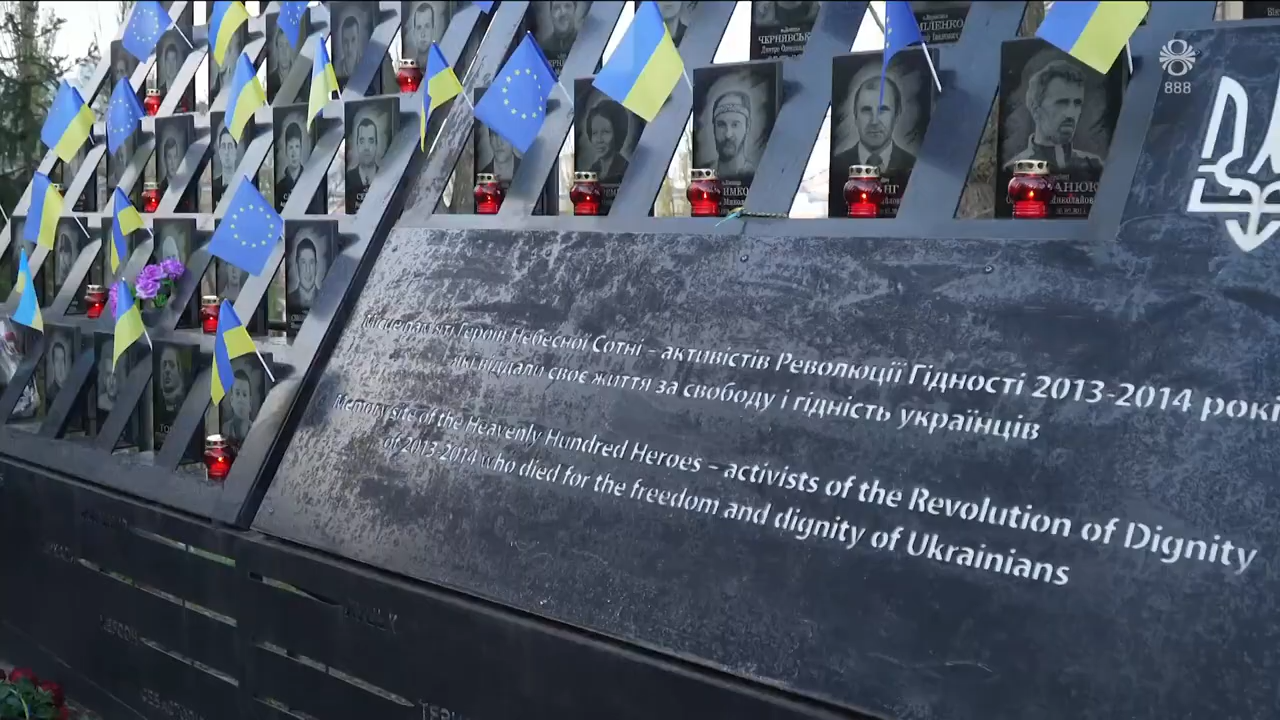 ЧЕРНЯВСЬ
888
Місце пам'яті Героїв Небесної Сотні – активістів Революції Гідності 2013-2014 рокі
які віддали своє життя за свободу і гідність українців
Memory site of the Heavenly Hundred Heroes – activists of the Revolution of Dignity
of 2013-2014 who died for the freedom and dignity of Ukrainians